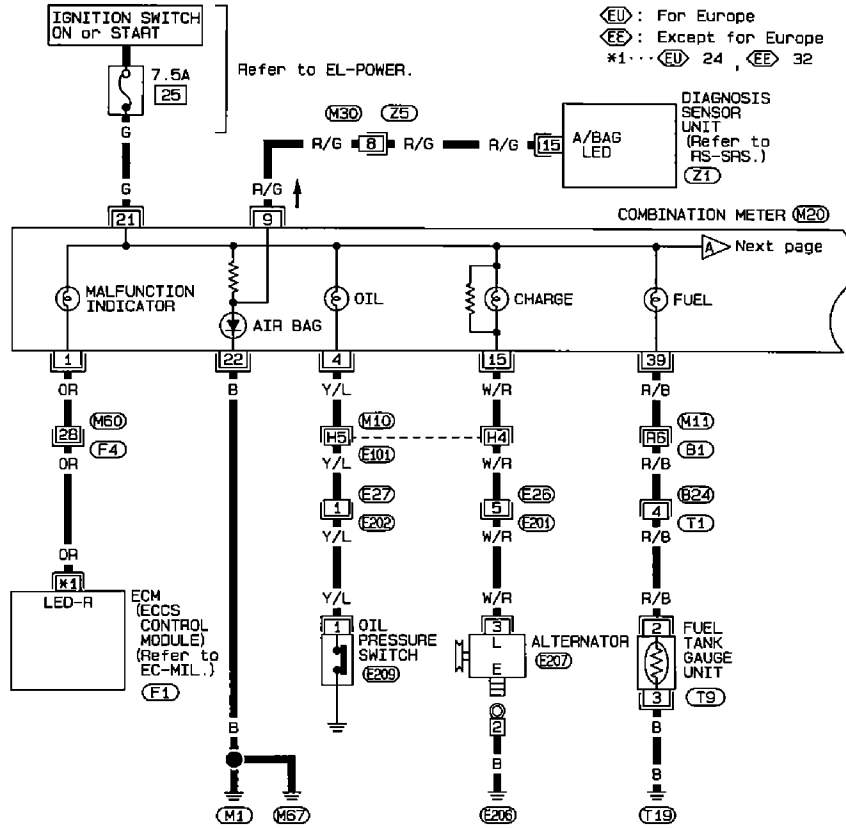 IGNITION SWITCH
ON or START
7.5A
25
Refer to EL-POWER.
EU : For Europe
EE : Except for Europe
*1··· EU 24 , EE 32
G
G
M30
Z5
R/G
8
R/G
R/G
15
A/BAG
LED
DIAGNOSIS
SENSOR
UNIT
(Refer to
RS-SRS.)
Z1
R/G
21
9
COMBINATION METER M20
A
Next page
MALFUNCTION
INDICATOR
AIR BAG
OIL
CHARGE
FUEL
1
22
4
15
39
OR
B
Y/L
W/R
R/B
28
M60
F4
H5
M10
E101
H4
R6
M11
B1
OR
Y/L
W/R
R/B
1
E27
E202
5
E26
E201
4
B24
T1
Y/L
W/R
R/B
OR
Y/L
W/R
R/B
*1
LED-R
ECM
(ECCS
CONTROL
MODULE)
(Refer to
EC-MIL.)
F1
1
OIL
PRESSURE
SWITCH
E209
3
L
E
ALTERNATOR
E207
2
2
FUEL
TANK
GAUGE
UNIT
3
T9
B
B
B
B
M1
M67
E206
T19